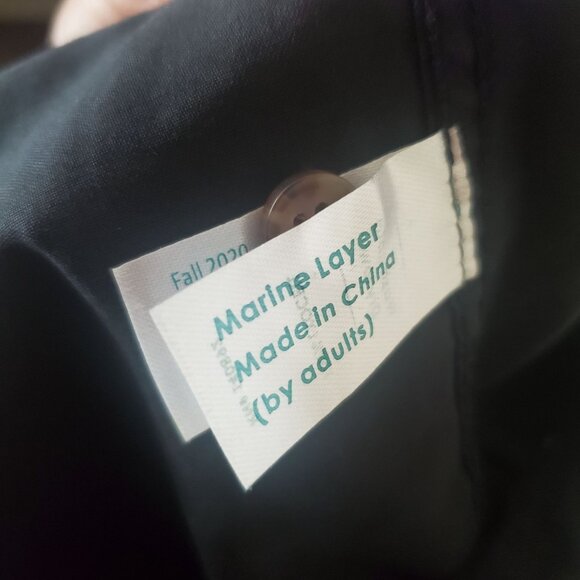 Fall 2020
Marine Layer
Made in China
(by adults)